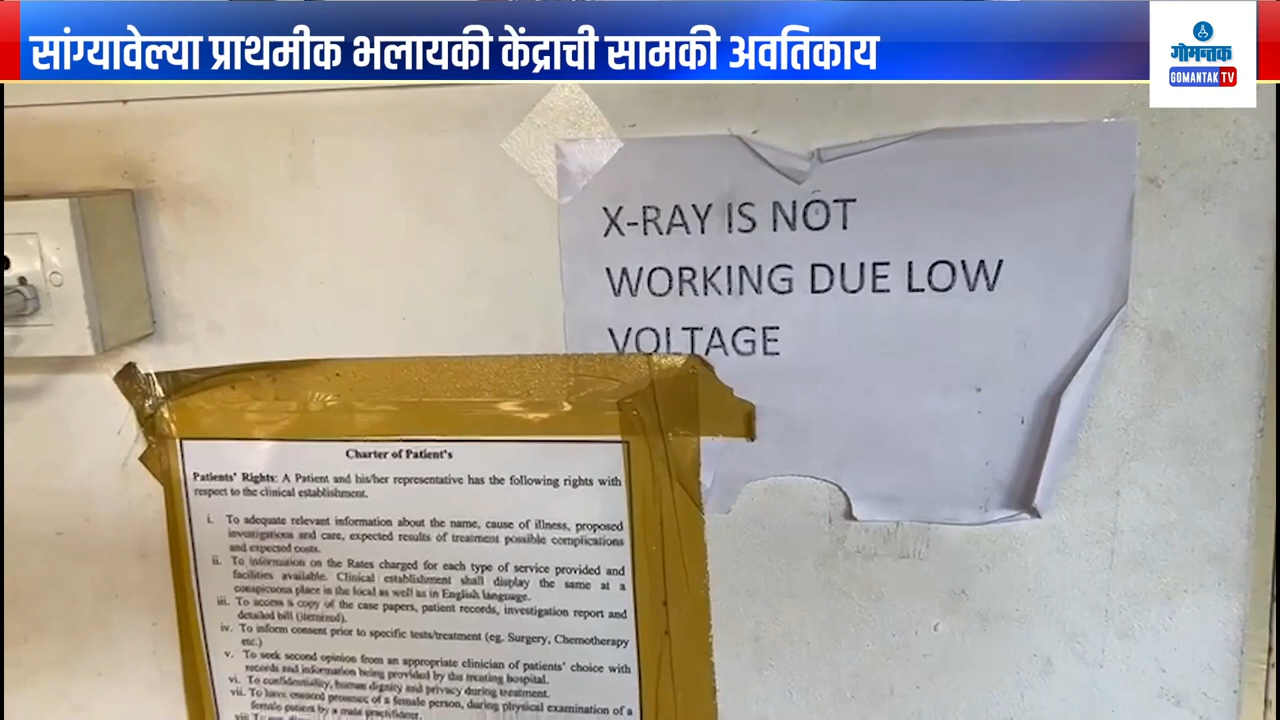 सांग्यावेल्या प्राथमीक भलायकी केंद्राची सामकी अवतिकाय
गोमन्तक
GOMANTAK TV
X-RAY IS NOT
WORKING DUE LOW
VOLTAGE
Charter of Patient's
Patients' Rights: A Patient and his/her representative has the following rights with
respect to the clinical establishment.
i. To adequate relevant information about the name, cause of illness, proposed
investigations and care, expected results of treatment possible complications
and expected costs.
ii. To information on the Rates charged for each type of service provided and
facilities available. Clinical establishment shall display the same at a
conspicuous place in the local as well as in English language.
iii. To access a copy of the case papers, patient records, investigation report and
detailed bill (itemized).
iv. To inform consent prior to specific tests/treatment (eg. Surgery, Chemotherapy
etc.)
v. To seek second opinion from an appropriate clinician of patients' choice with
records and information being provided by the treating hospital.
vi. To confidentiality, human dignity and privacy during treatment.
vii. To have ensured presence of a female person, during physical examination of a
female patient by a male practitioner.